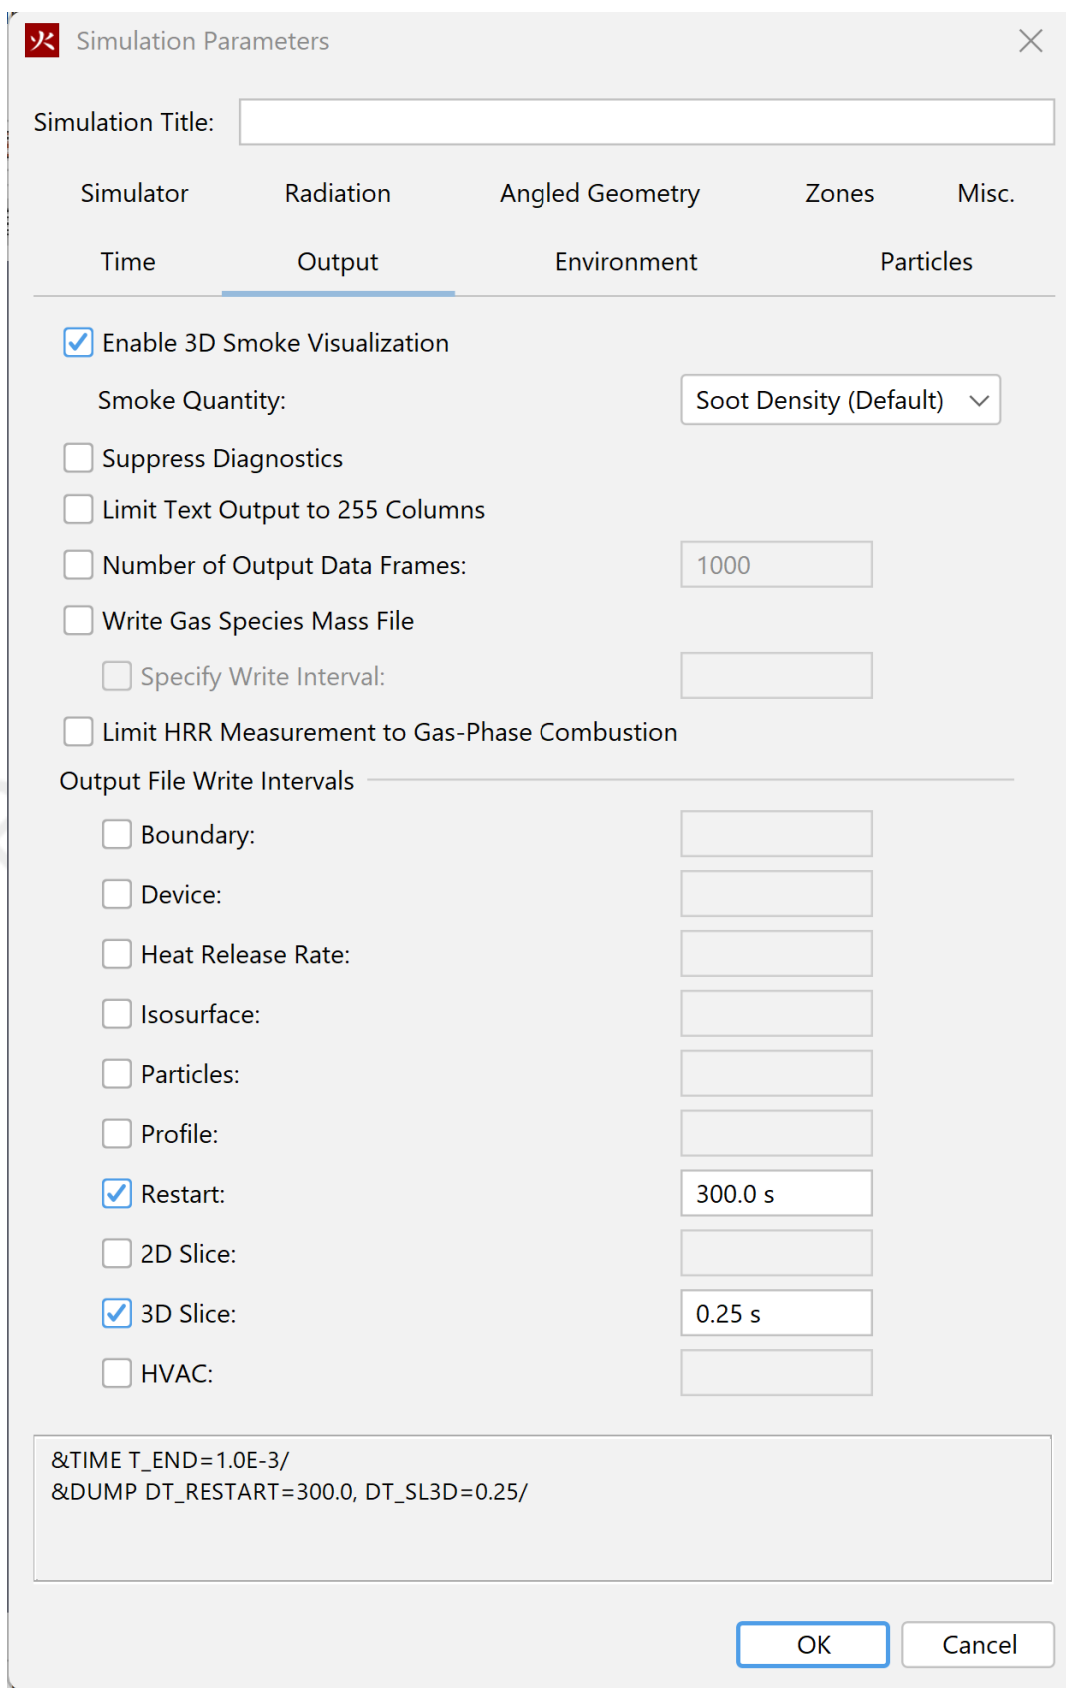 火 Simulation Parameters
Simulation Title:
Simulator Radiation Angled Geometry Zones Misc.
Time Output Environment Particles
Enable 3D Smoke Visualization
Smoke Quantity: Soot Density (Default)
Suppress Diagnostics
Limit Text Output to 255 Columns
Number of Output Data Frames: 1000
Write Gas Species Mass File
Specify Write Interval:
Limit HRR Measurement to Gas-Phase Combustion
Output File Write Intervals
Boundary:
Device:
Heat Release Rate:
Isosurface:
Particles:
Profile:
Restart: 300.0 s
2D Slice:
3D Slice: 0.25 s
HVAC:
&TIME T_END=1.0E-3/
&DUMP DT_RESTART=300.0, DT_SL3D=0.25/
OK Cancel